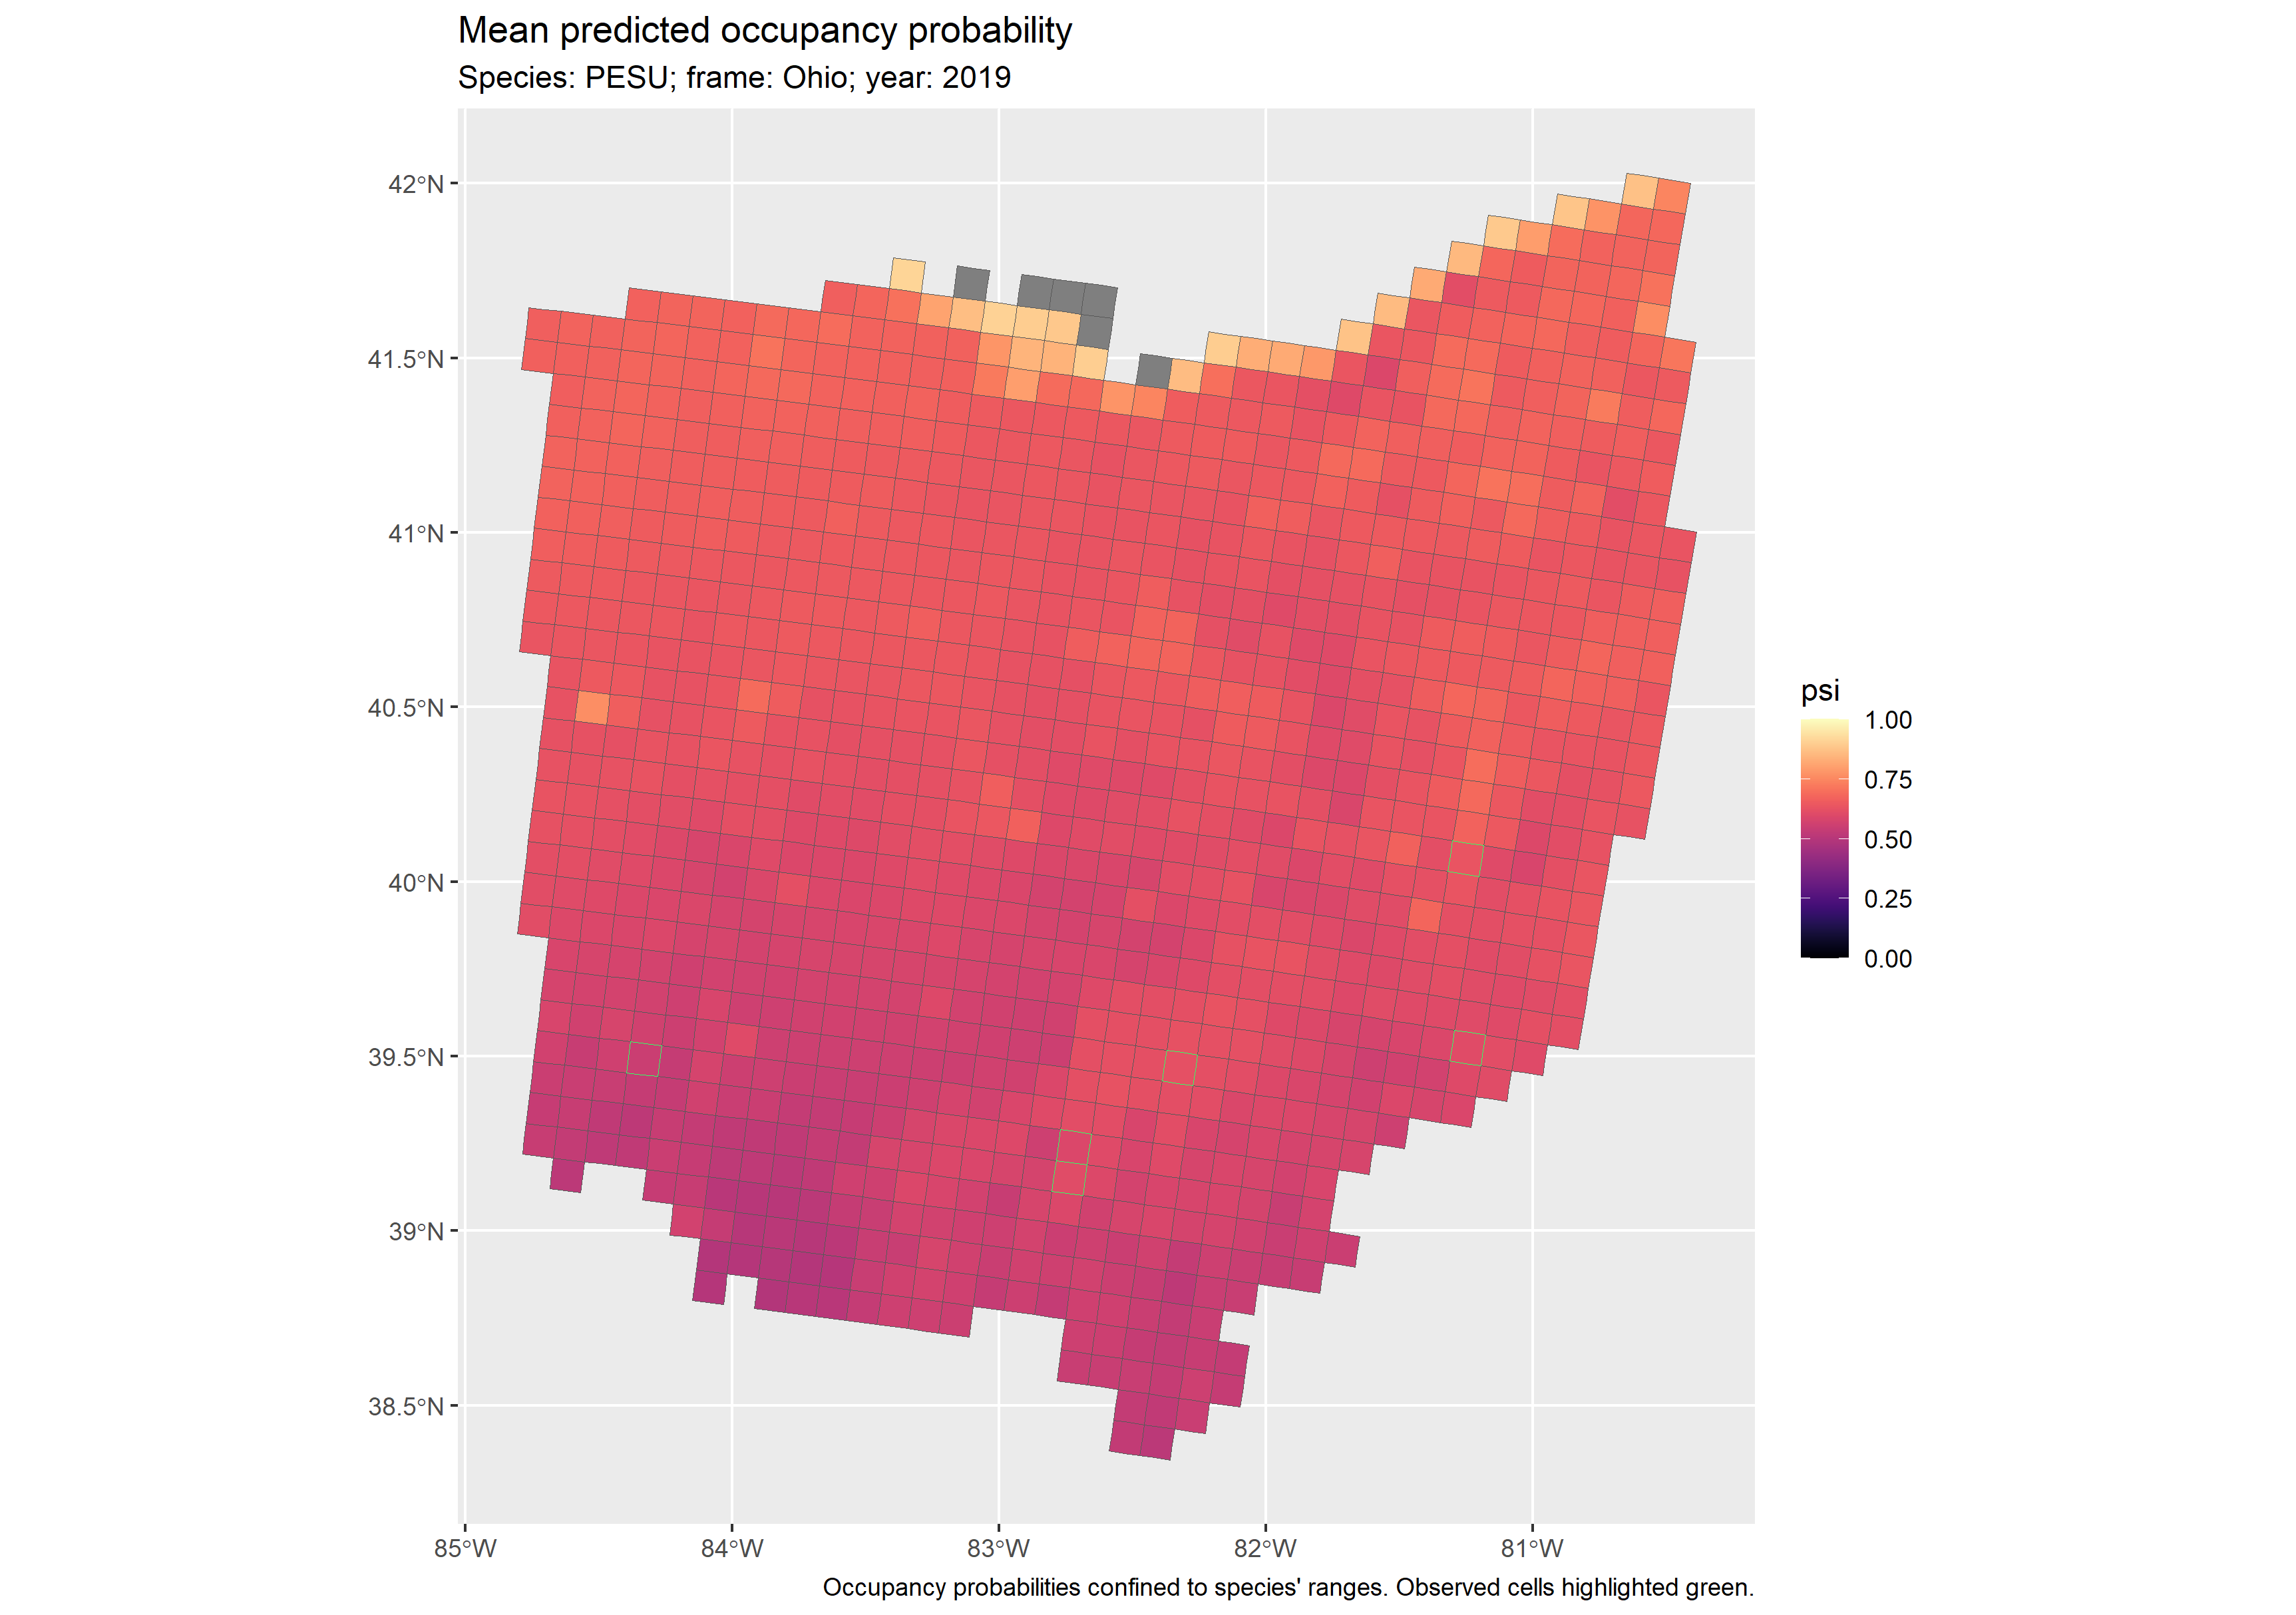 Mean predicted occupancy probability
Species: PESU; frame: Ohio; year: 2019
42°N
41.5°N
41°N
40.5°N
40°N
39.5°N
39°N
38.5°N
85°W
84°W
83°W
82°W
81°W
psi
1.00
0.75
0.50
0.25
0.00
Occupancy probabilities confined to species' ranges. Observed cells highlighted green.